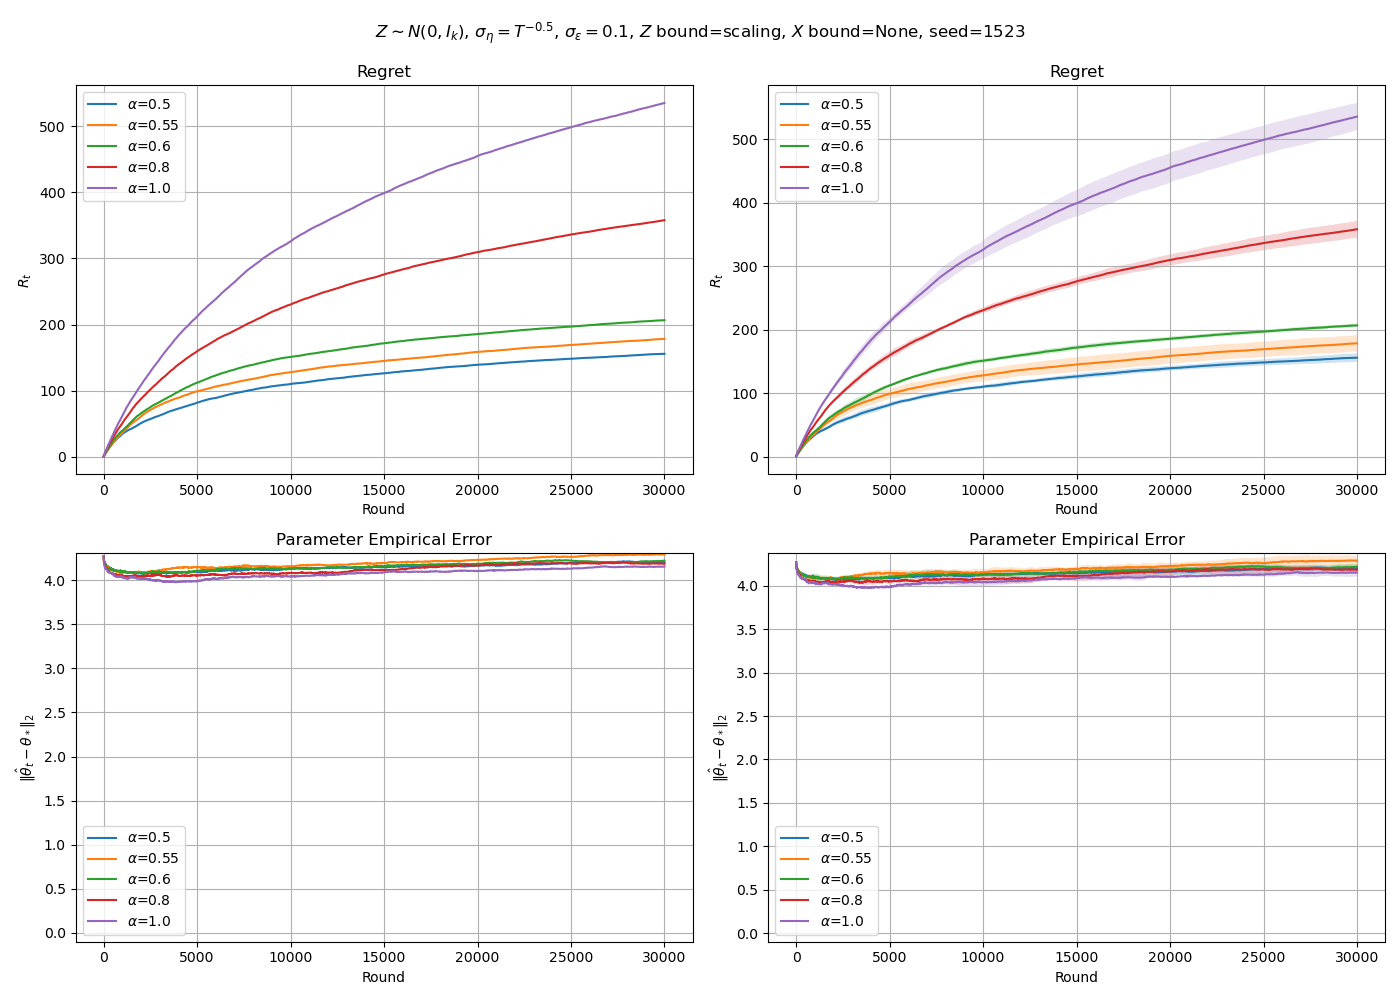 Z ~ N(0, I_k), σ_η = T^{-0.5}, σ_ε = 0.1, Z bound=scaling, X bound=None, seed=1523
Regret
α=0.5
α=0.55
α=0.6
α=0.8
α=1.0
R_t
500
400
300
200
100
0
0 5000 10000 15000 20000 25000 30000
Round
Regret
α=0.5
α=0.55
α=0.6
α=0.8
α=1.0
R_t
500
400
300
200
100
0
0 5000 10000 15000 20000 25000 30000
Round
Parameter Empirical Error
‖θ̂_t − θ_*‖_2
4.0
3.5
3.0
2.5
2.0
1.5
1.0
0.5
0.0
α=0.5
α=0.55
α=0.6
α=0.8
α=1.0
0 5000 10000 15000 20000 25000 30000
Round
Parameter Empirical Error
‖θ̂_t − θ_*‖_2
4.0
3.5
3.0
2.5
2.0
1.5
1.0
0.5
0.0
α=0.5
α=0.55
α=0.6
α=0.8
α=1.0
0 5000 10000 15000 20000 25000 30000
Round